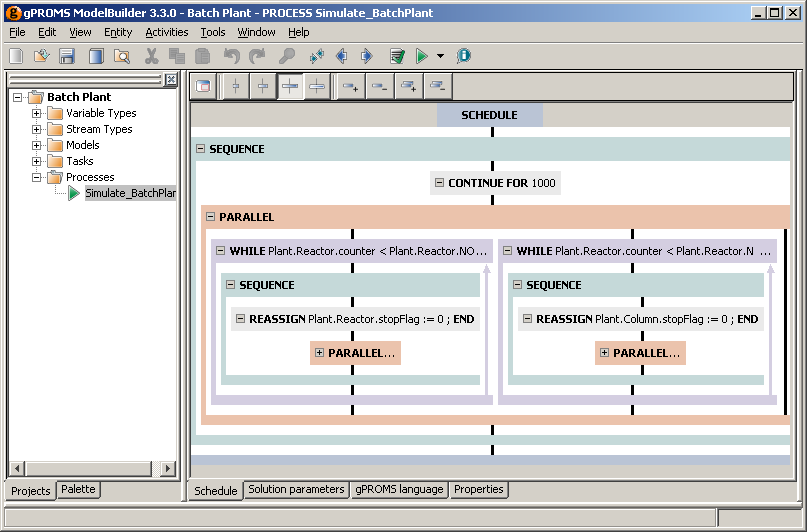 gPROMS ModelBuilder 3.3.0 - Batch Plant - PROCESS Simulate_BatchPlant
File Edit View Entity Activities Tools Window Help
Batch Plant
Variable Types
Stream Types
Models
Tasks
Processes
Simulate_BatchPlar
SCHEDULE
SEQUENCE
CONTINUE FOR 1000
PARALLEL
WHILE Plant.Reactor.counter < Plant.Reactor.NO... WHILE Plant.Reactor.counter < Plant.Reactor.N ...
SEQUENCE SEQUENCE
REASSIGN Plant.Reactor.stopFlag := 0 ; END REASSIGN Plant.Column.stopFlag := 0 ; END
PARALLEL... PARALLEL...
Projects Palette
Schedule Solution parameters gPROMS language Properties